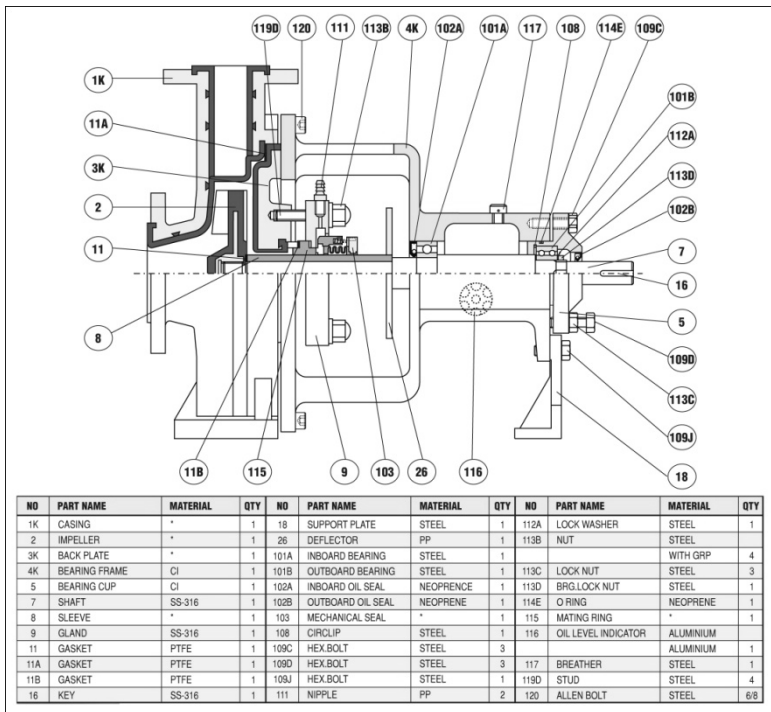 119D 120 111 113B 4K 102A 101A 117 108 114E 109C
1K
11A
3K
2
11
8
101B
112A
113D
102B
7
16
5
109D
113C
109J
18
11B 115 9 103 26 116
NO PART NAME MATERIAL QTY NO PART NAME MATERIAL QTY NO PART NAME MATERIAL QTY
1K CASING * 1 18 SUPPORT PLATE STEEL 1 112A LOCK WASHER STEEL 1
2 IMPELLER * 1 26 DEFLECTOR PP 1 113B NUT STEEL
3K BACK PLATE * 1 101A INBOARD BEARING STEEL 1 WITH GRP 4
4K BEARING FRAME CI 1 101B OUTBOARD BEARING STEEL 1 113C LOCK NUT STEEL 3
5 BEARING CUP CI 1 102A INBOARD OIL SEAL NEOPRENCE 1 113D BRG.LOCK NUT STEEL 1
7 SHAFT SS-316 1 102B OUTBOARD OIL SEAL NEOPRENE 1 114E O RING NEOPRENE 1
8 SLEEVE * 1 103 MECHANICAL SEAL * 1 115 MATING RING * 1
9 GLAND SS-316 1 108 CIRCLIP STEEL 1 116 OIL LEVEL INDICATOR ALUMINIUM
11 GASKET PTFE 1 109C HEX.BOLT STEEL 3 ALUMINIUM 1
11A GASKET PTFE 1 109D HEX.BOLT STEEL 3 117 BREATHER STEEL 1
11B GASKET PTFE 1 109J HEX.BOLT STEEL 1 119D STUD STEEL 4
16 KEY SS-316 1 111 NIPPLE PP 2 120 ALLEN BOLT STEEL 6/8